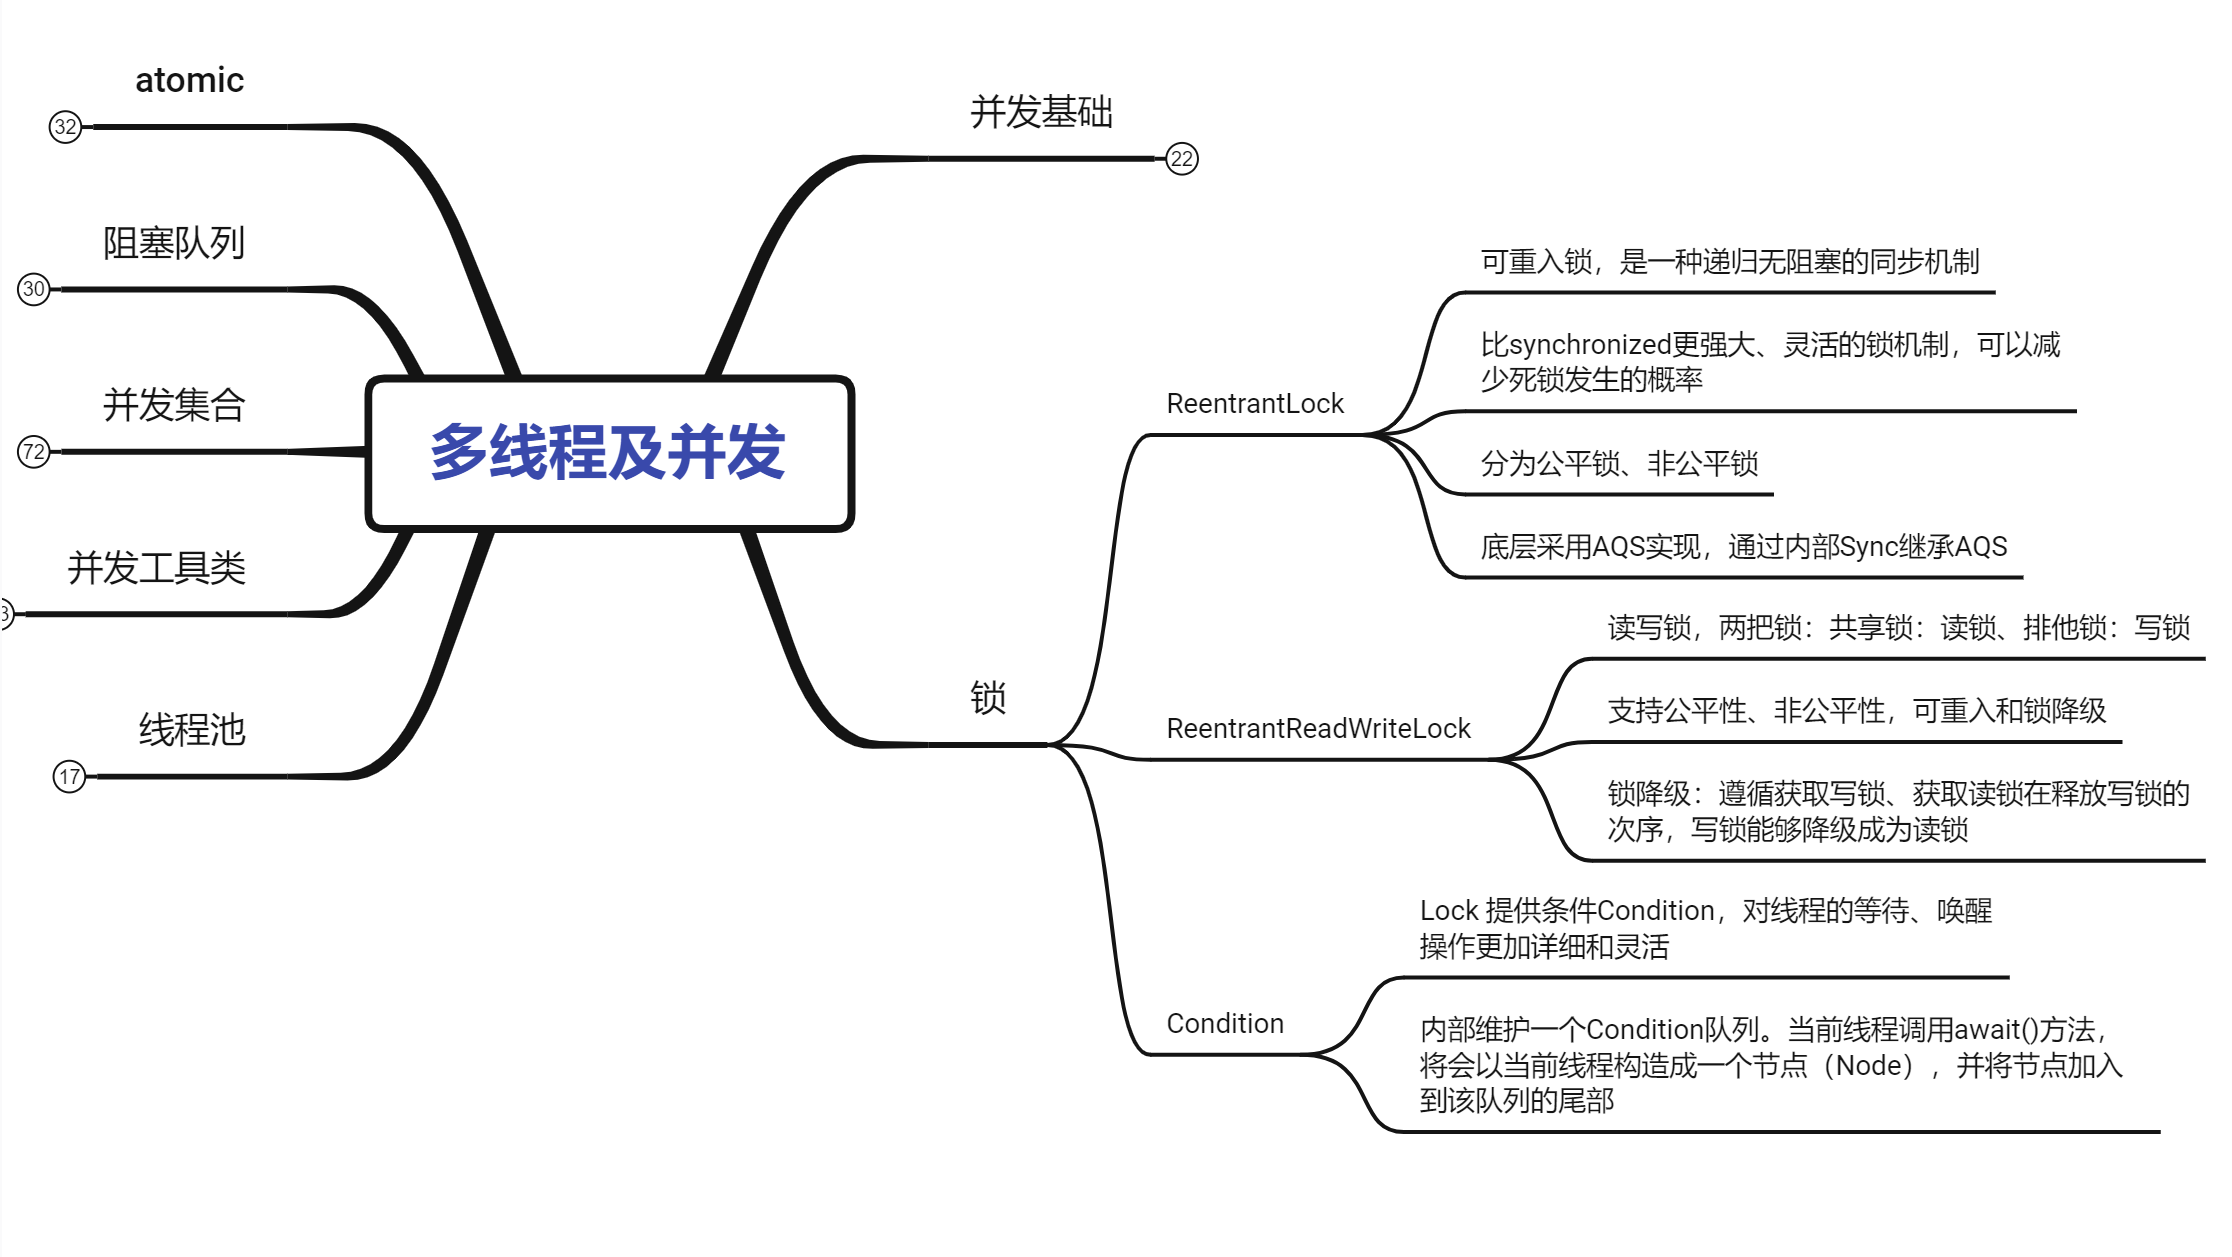 atomic
32
阻塞队列
30
并发集合
72
并发工具类
线程池
17
多线程及并发
并发基础
22
锁
ReentrantLock
可重入锁，是一种递归无阻塞的同步机制
比synchronized更强大、灵活的锁机制，可以减
少死锁发生的概率
分为公平锁、非公平锁
底层采用AQS实现，通过内部Sync继承AQS
ReentrantReadWriteLock
读写锁，两把锁：共享锁：读锁、排他锁：写锁
支持公平性、非公平性，可重入和锁降级
锁降级：遵循获取写锁、获取读锁在释放写锁的
次序，写锁能够降级成为读锁
Condition
Lock 提供条件Condition，对线程的等待、唤醒
操作更加详细和灵活
内部维护一个Condition队列。当前线程调用await()方法，
将会以当前线程构造成一个节点（Node），并将节点加入
到该队列的尾部